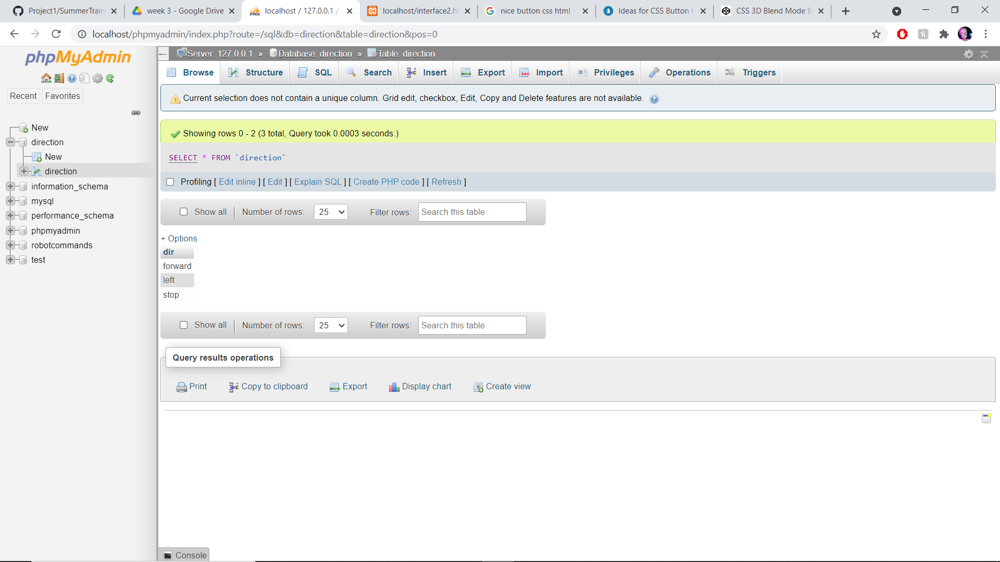 Project1/SummerTrain
week 3 - Google Drive
localhost / 127.0.0.1 /
localhost/interface2.ht
nice button css html -
Ideas for CSS Button H
CSS 3D Blend Mode B
localhost/phpmyadmin/index.php?route=/sql&db=direction&table=direction&pos=0
phpMyAdmin
Recent Favorites
New
direction
New
direction
information_schema
mysql
performance_schema
phpmyadmin
robotcommands
test
Server: 127.0.0.1 » Database: direction » Table: direction
Browse Structure SQL Search Insert Export Import Privileges Operations Triggers
Current selection does not contain a unique column. Grid edit, checkbox, Edit, Copy and Delete features are not available.
Showing rows 0 - 2 (3 total, Query took 0.0003 seconds.)
SELECT * FROM `direction`
Profiling [ Edit inline ] [ Edit ] [ Explain SQL ] [ Create PHP code ] [ Refresh ]
Show all | Number of rows: 25 Filter rows: Search this table
+ Options
dir
forward
left
stop
Show all | Number of rows: 25 Filter rows: Search this table
Query results operations
Print Copy to clipboard Export Display chart Create view
Console